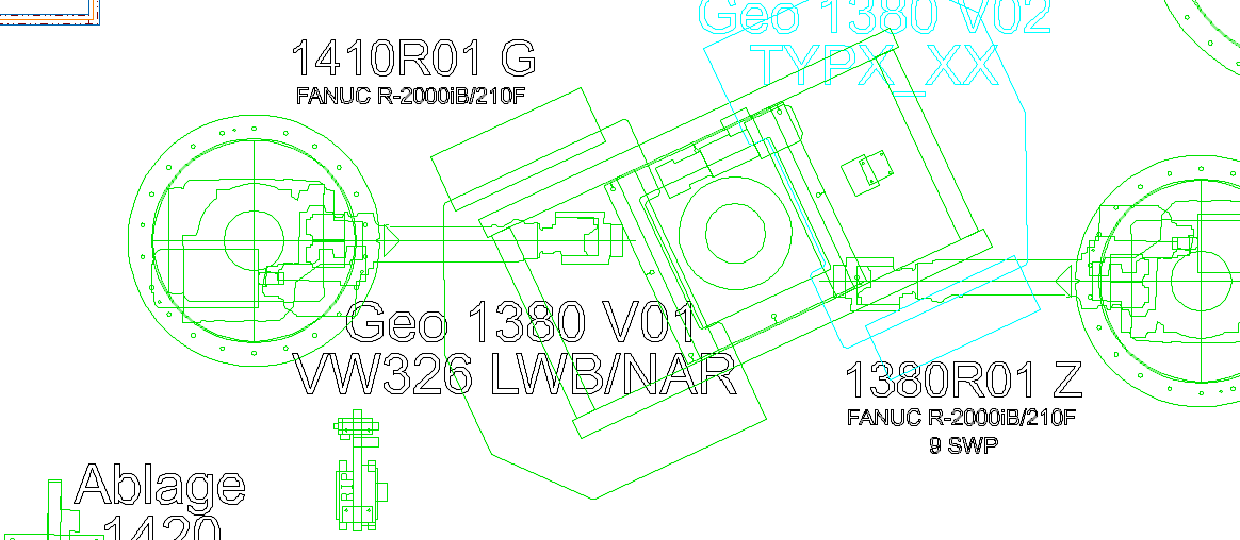 Geo 1380 V02
TYPX_XX
1410R01 G
FANUC R-2000iB/210F
Geo 1380 V01
VW326 LWB/NAR
1380R01 Z
FANUC R-2000iB/210F
9 SWP
RTP
Ablage
1420